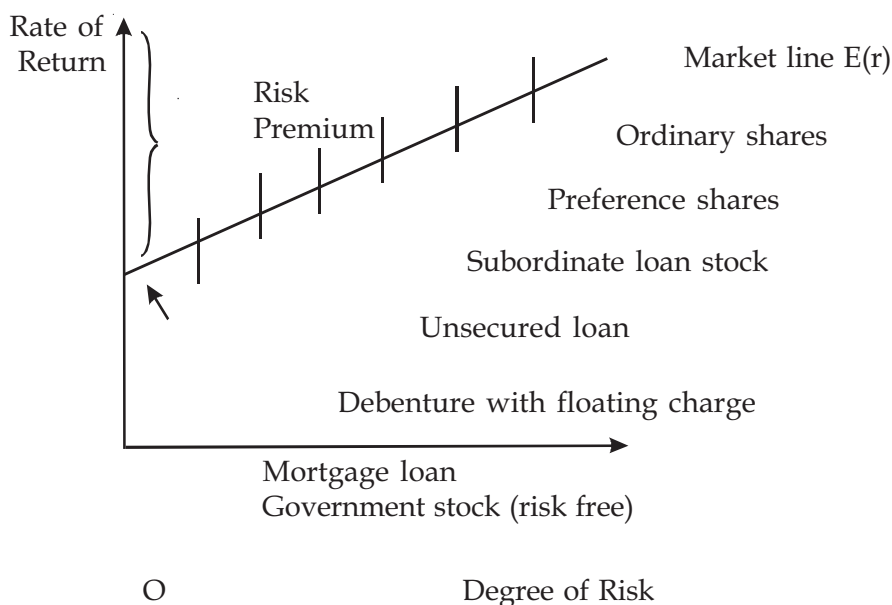 Rate of
Return
Market line E(r)
Risk
Premium
Ordinary shares
Preference shares
Subordinate loan stock
Unsecured loan
Debenture with floating charge
Mortgage loan
Government stock (risk free)
O Degree of Risk